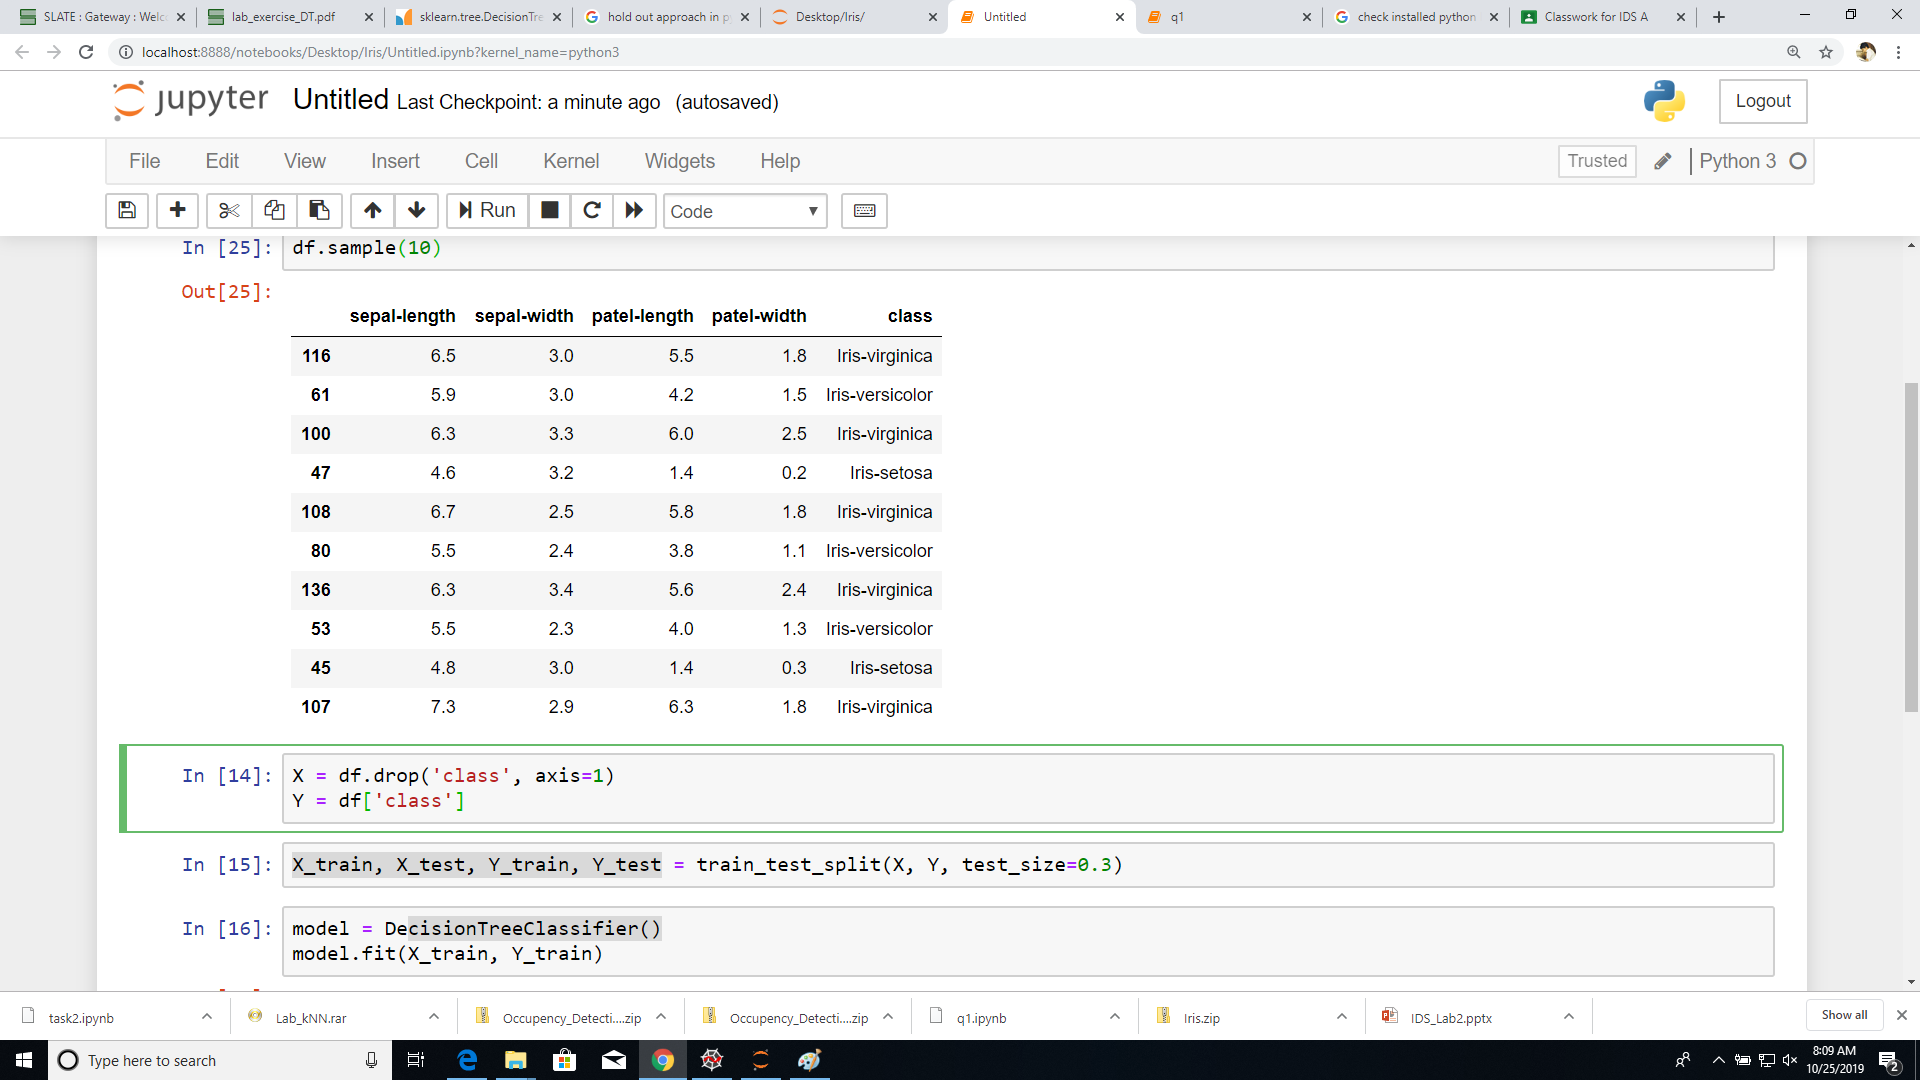 SLATE : Gateway : Welc
lab_exercise_DT.pdf
sklearn.tree.DecisionTre
hold out approach in p
Desktop/Iris/
Untitled
q1
check installed python
Classwork for IDS A
localhost:8888/notebooks/Desktop/Iris/Untitled.ipynb?kernel_name=python3
jupyter Untitled Last Checkpoint: a minute ago (autosaved)
Logout
File Edit View Insert Cell Kernel Widgets Help
Trusted Python 3
Run Code
In [25]: df.sample(10)
Out[25]:
sepal-length sepal-width patel-length patel-width class
116 6.5 3.0 5.5 1.8 Iris-virginica
61 5.9 3.0 4.2 1.5 Iris-versicolor
100 6.3 3.3 6.0 2.5 Iris-virginica
47 4.6 3.2 1.4 0.2 Iris-setosa
108 6.7 2.5 5.8 1.8 Iris-virginica
80 5.5 2.4 3.8 1.1 Iris-versicolor
136 6.3 3.4 5.6 2.4 Iris-virginica
53 5.5 2.3 4.0 1.3 Iris-versicolor
45 4.8 3.0 1.4 0.3 Iris-setosa
107 7.3 2.9 6.3 1.8 Iris-virginica
In [14]: X = df.drop('class', axis=1)
Y = df['class']
In [15]: X_train, X_test, Y_train, Y_test = train_test_split(X, Y, test_size=0.3)
In [16]: model = DecisionTreeClassifier()
model.fit(X_train, Y_train)
task2.ipynb
Lab_kNN.rar
Occupency_Detecti....zip
Occupency_Detecti....zip
q1.ipynb
Iris.zip
IDS_Lab2.pptx
Show all
Type here to search
8:09 AM
10/25/2019
2